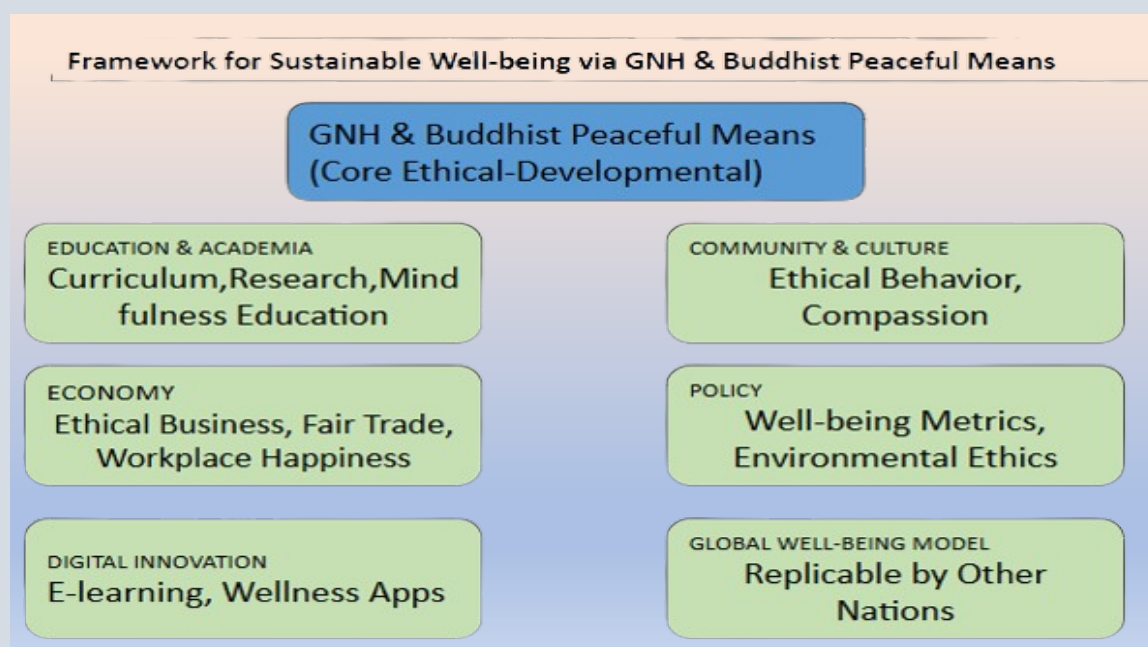 Framework for Sustainable Well-being via GNH & Buddhist Peaceful Means
GNH & Buddhist Peaceful Means
(Core Ethical-Developmental)
EDUCATION & ACADEMIA
Curriculum,Research,Mind
fulness Education
COMMUNITY & CULTURE
Ethical Behavior,
Compassion
ECONOMY
Ethical Business, Fair Trade,
Workplace Happiness
POLICY
Well-being Metrics,
Environmental Ethics
DIGITAL INNOVATION
E-learning, Wellness Apps
GLOBAL WELL-BEING MODEL
Replicable by Other
Nations